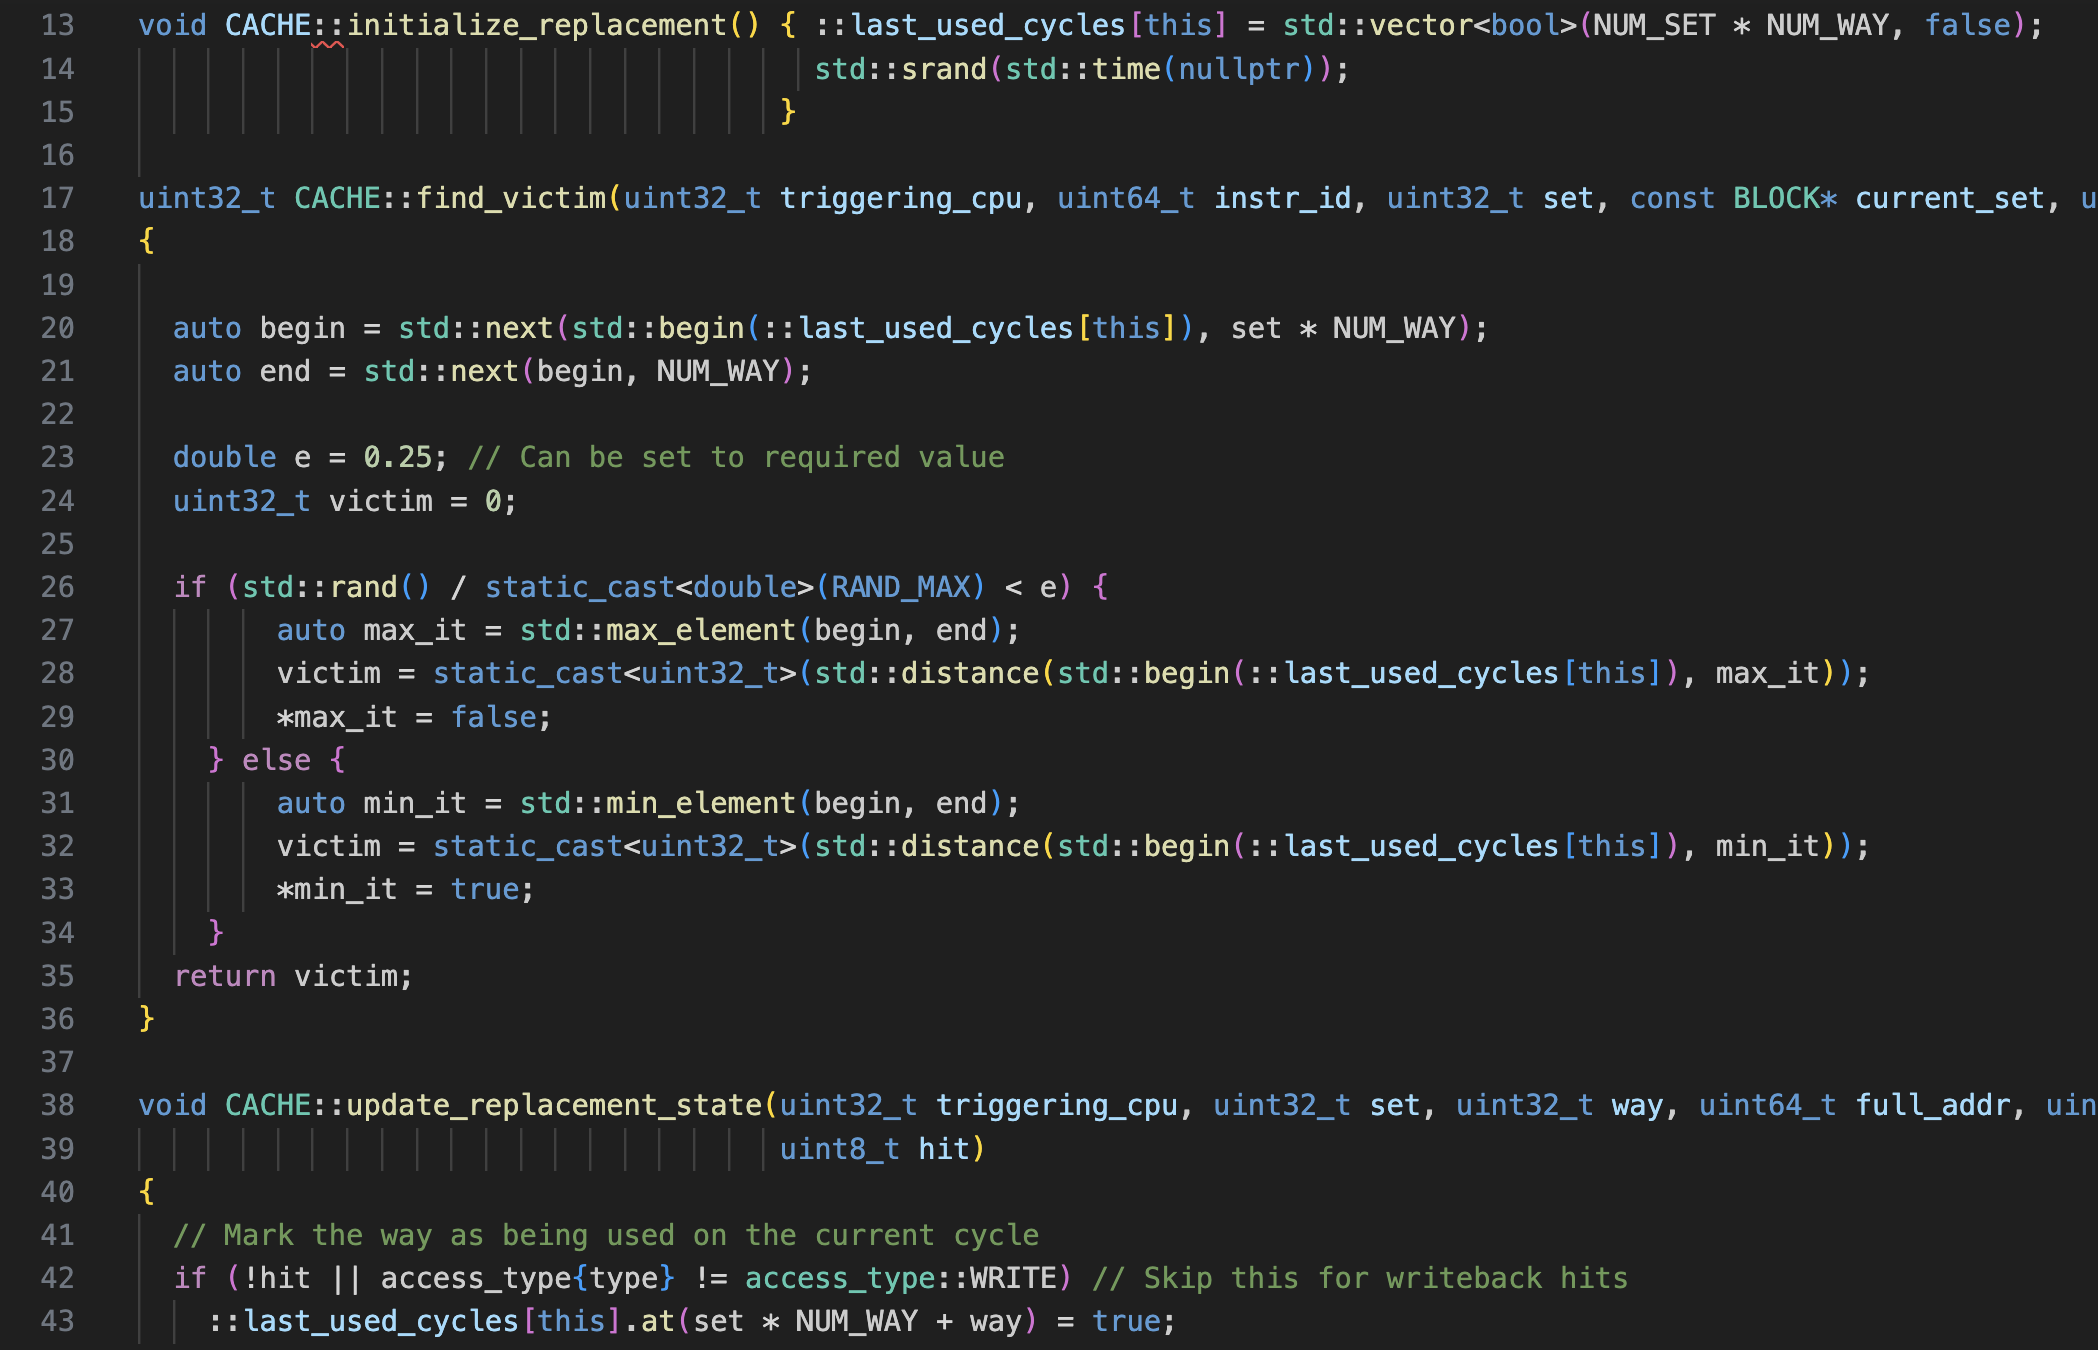 13 void CACHE::initialize_replacement() { ::last_used_cycles[this] = std::vector<bool>(NUM_SET * NUM_WAY, false);
14 std::srand(std::time(nullptr));
15 }
16
17 uint32_t CACHE::find_victim(uint32_t triggering_cpu, uint64_t instr_id, uint32_t set, const BLOCK* current_set, u
18 {
19
20 auto begin = std::next(std::begin(::last_used_cycles[this]), set * NUM_WAY);
21 auto end = std::next(begin, NUM_WAY);
22
23 double e = 0.25; // Can be set to required value
24 uint32_t victim = 0;
25
26 if (std::rand() / static_cast<double>(RAND_MAX) < e) {
27 auto max_it = std::max_element(begin, end);
28 victim = static_cast<uint32_t>(std::distance(std::begin(::last_used_cycles[this]), max_it));
29 *max_it = false;
30 } else {
31 auto min_it = std::min_element(begin, end);
32 victim = static_cast<uint32_t>(std::distance(std::begin(::last_used_cycles[this]), min_it));
33 *min_it = true;
34 }
35 return victim;
36 }
37
38 void CACHE::update_replacement_state(uint32_t triggering_cpu, uint32_t set, uint32_t way, uint64_t full_addr, uin
39 uint8_t hit)
40 {
41 // Mark the way as being used on the current cycle
42 if (!hit || access_type{type} != access_type::WRITE) // Skip this for writeback hits
43 ::last_used_cycles[this].at(set * NUM_WAY + way) = true;